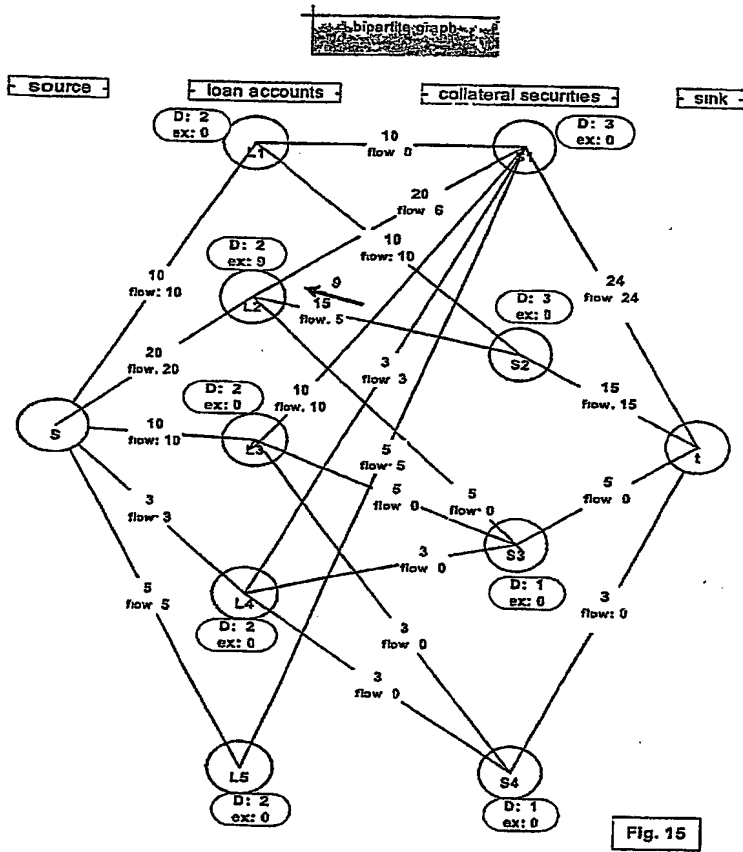 bipartite graph
source
loan accounts
collateral securities
sink
D: 2
ex: 0
L1
10
flow 0
D: 3
ex: 0
S1
20
flow 6
10
flow: 10
D: 2
ex: 9
L2
9
15
flow. 5
10
flow: 10
24
flow 24
D: 3
ex: 0
S2
20
flow. 20
3
flow 3
15
flow. 15
D: 2
ex: 0
L3
10
flow. 10
S
10
flow: 10
5
flow: 5
t
5
flow 0
5
flow 0
5
flow 0
3
flow 3
3
flow 0
S3
D: 1
ex: 0
5
flow 5
L4
D: 2
ex: 0
3
flow: 0
3
flow 0
3
flow 0
L5
D: 2
ex: 0
S4
D: 1
ex: 0
Fig. 15